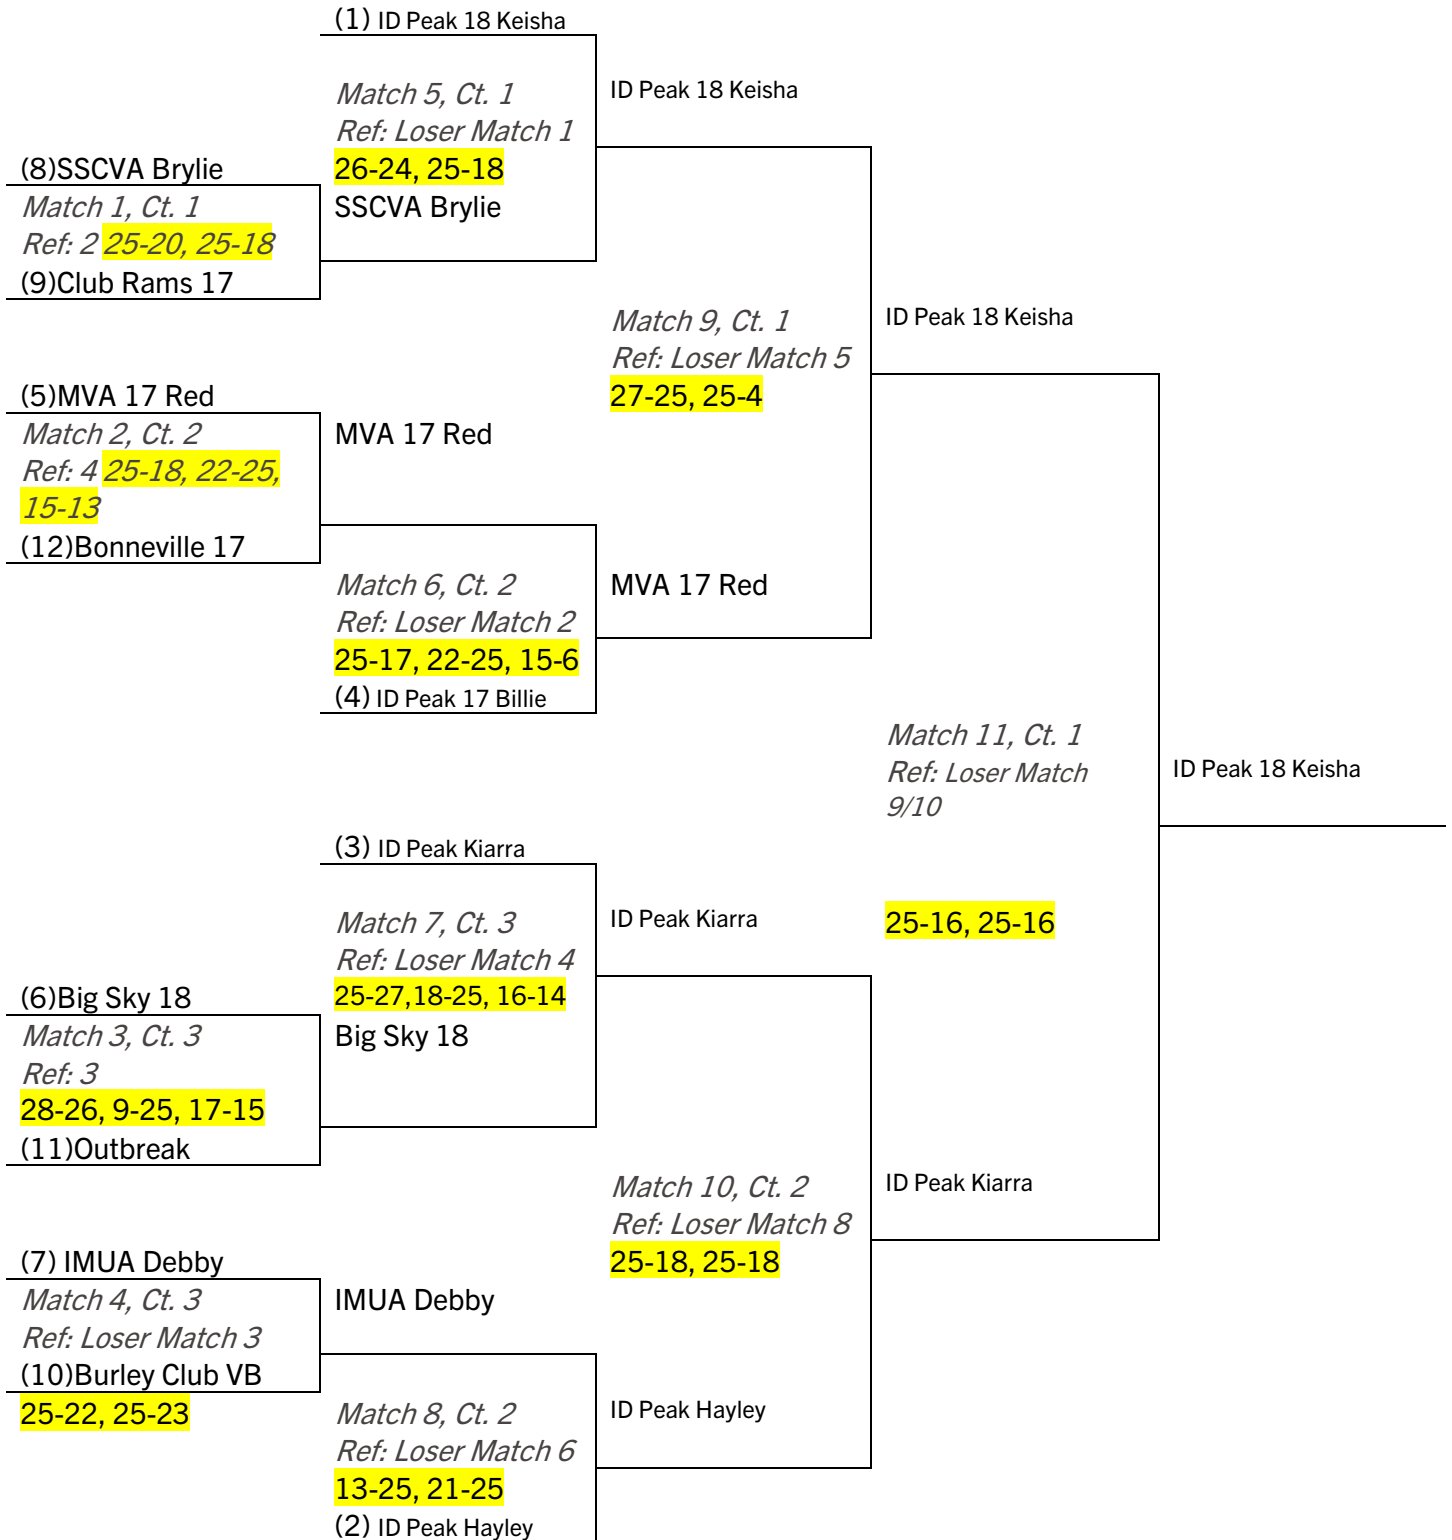 (1) ID Peak 18 Keisha
Match 5, Ct. 1
Ref: Loser Match 1
26-24, 25-18
SSCVA Brylie
ID Peak 18 Keisha
(8)SSCVA Brylie
Match 1, Ct. 1
Ref: 2 25-20, 25-18
(9)Club Rams 17
Match 9, Ct. 1
Ref: Loser Match 5
27-25, 25-4
ID Peak 18 Keisha
(5)MVA 17 Red
Match 2, Ct. 2
Ref: 4 25-18, 22-25,
15-13
(12)Bonneville 17
MVA 17 Red
Match 6, Ct. 2
Ref: Loser Match 2
25-17, 22-25, 15-6
(4) ID Peak 17 Billie
MVA 17 Red
Match 11, Ct. 1
Ref: Loser Match
9/10
25-16, 25-16
ID Peak 18 Keisha
(3) ID Peak Kiarra
Match 7, Ct. 3
Ref: Loser Match 4
25-27,18-25, 16-14
Big Sky 18
ID Peak Kiarra
(6)Big Sky 18
Match 3, Ct. 3
Ref: 3
28-26, 9-25, 17-15
(11)Outbreak
Match 10, Ct. 2
Ref: Loser Match 8
25-18, 25-18
ID Peak Kiarra
(7) IMUA Debby
Match 4, Ct. 3
Ref: Loser Match 3
(10)Burley Club VB
25-22, 25-23
IMUA Debby
Match 8, Ct. 2
Ref: Loser Match 6
13-25, 21-25
(2) ID Peak Hayley
ID Peak Hayley